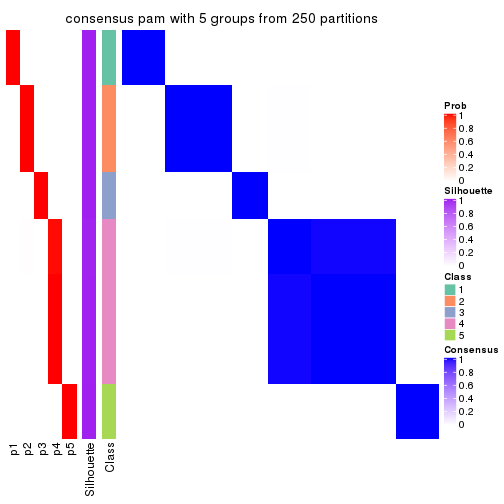 consensus pam with 5 groups from 250 partitions
Prob
1
0.8
0.6
0.4
0.2
0
Silhouette
1
0.8
0.6
0.4
0.2
0
Class
1
2
3
4
5
Consensus
1
0.8
0.6
0.4
0.2
0
p1
p2
p3
p4
p5
Silhouette
Class